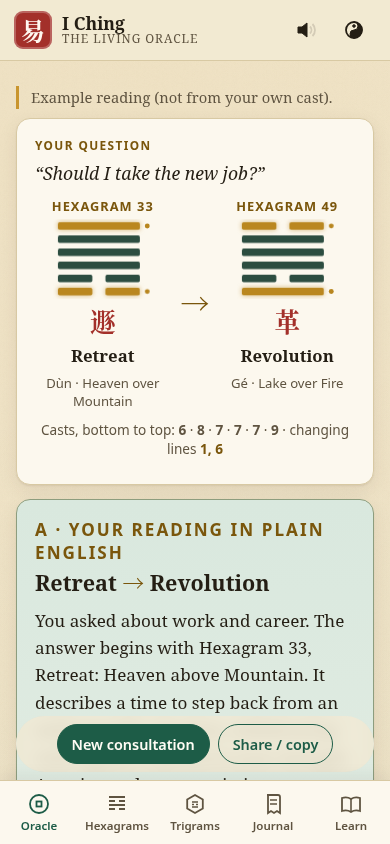 易
I Ching
THE LIVING ORACLE
Example reading (not from your own cast).
YOUR QUESTION
“Should I take the new job?”
HEXAGRAM 33
遯
Retreat
Dùn · Heaven over
Mountain
→
HEXAGRAM 49
革
Revolution
Gé · Lake over Fire
Casts, bottom to top: 6 · 8 · 7 · 7 · 7 · 9 · changing
lines 1, 6
A · YOUR READING IN PLAIN
ENGLISH
Retreat → Revolution
You asked about work and career. The
answer begins with Hexagram 33,
Retreat: Heaven above Mountain. It
describes a time to step back from an
New consultation
Share / copy
Oracle
Hexagrams
Trigrams
Journal
Learn